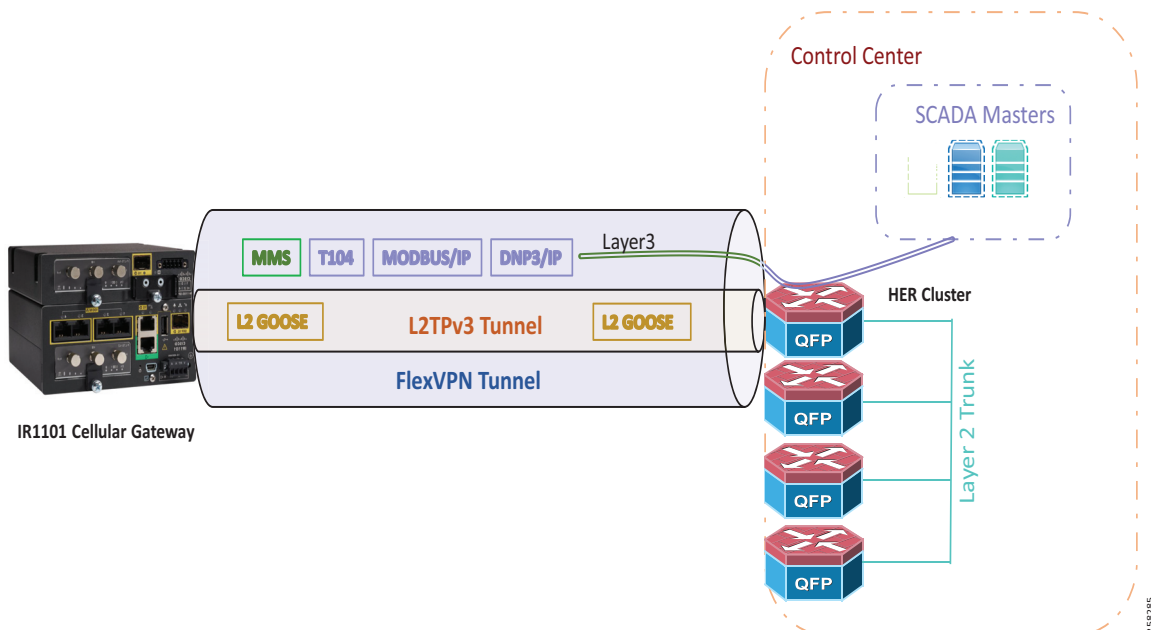 Control Center
SCADA Masters
MMS
T104
MODBUS/IP
DNP3/IP
Layer3
L2 GOOSE
L2TPv3 Tunnel
L2 GOOSE
FlexVPN Tunnel
IR1101 Cellular Gateway
HER Cluster
QFP
QFP
QFP
QFP
Layer 2 Trunk
158285